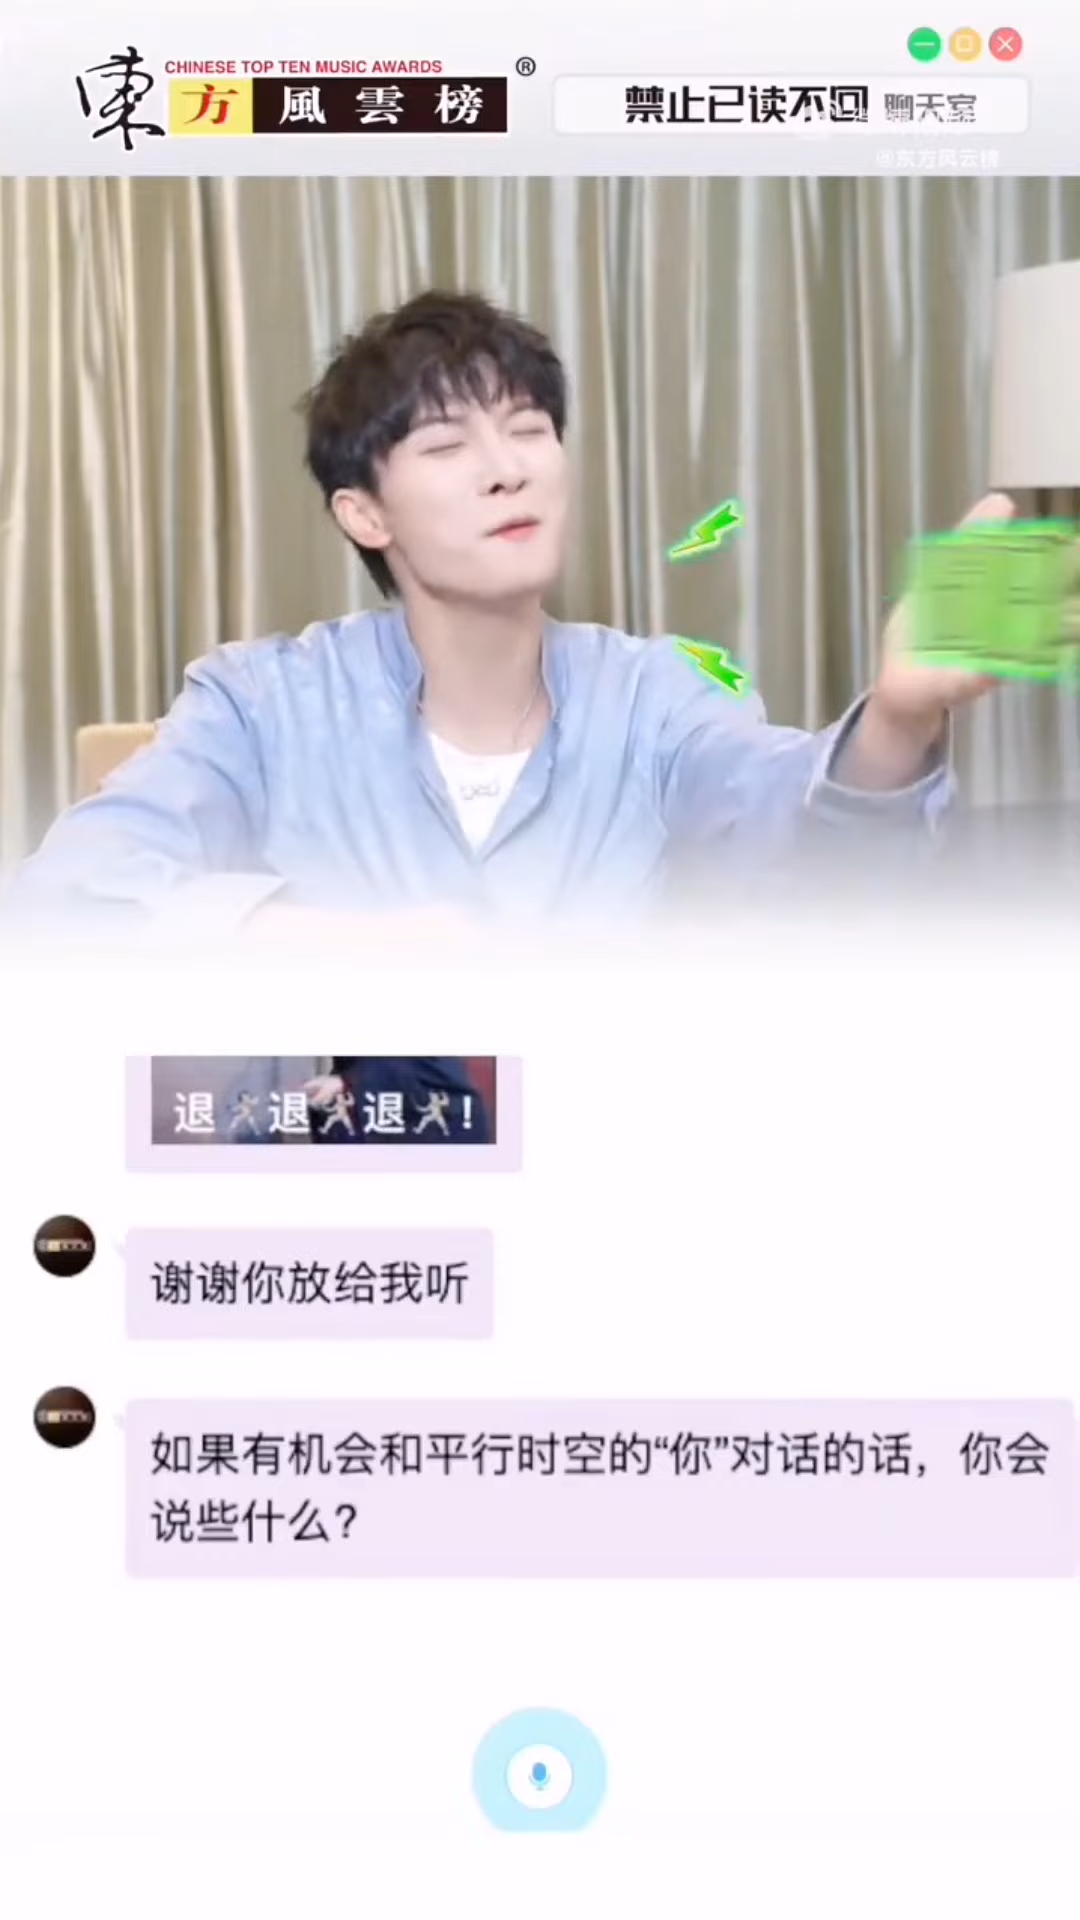 東方風雲榜
CHINESE TOP TEN MUSIC AWARDS
®
禁止已读不回 聊天室
@东方风云榜
退退退!
谢谢你放给我听
如果有机会和平行时空的“你”对话的话，你会
说些什么?